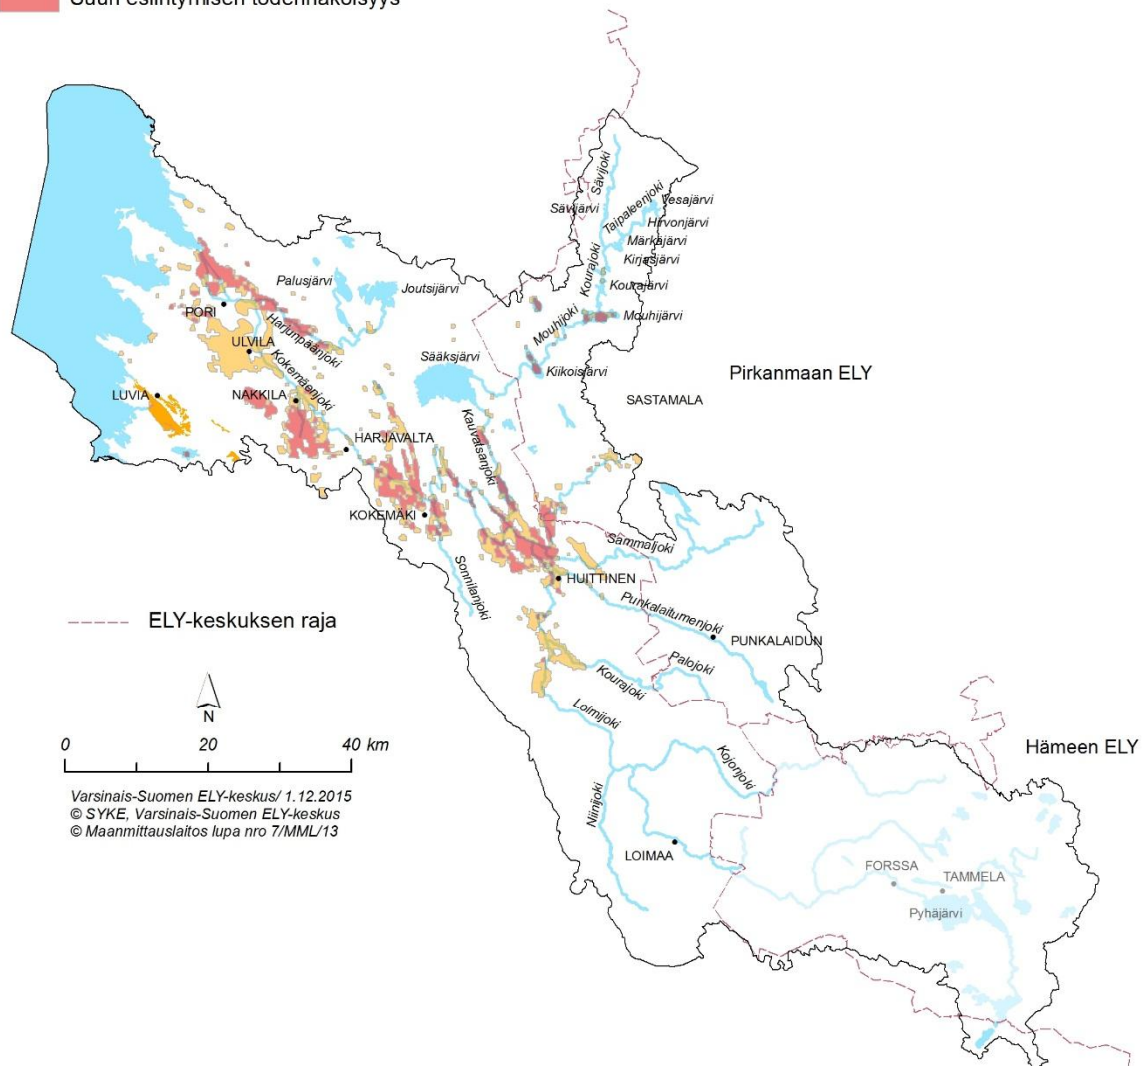 Suuri esiintymisen todennäköisyys
Sävijoki
Taipaleenjoki
Vesajärvi
Sävijärvi
Hirvonjärvi
Märkäjärvi
Kourajoki
Kirjasjärvi
Kourajärvi
Palusjärvi
Joutsijärvi
PORI
Harjunpäänjoki
Mouhijoki
Mouhijärvi
ULVILA
Kokemäenjoki
Sääksjärvi
Kiikoisjärvi
Pirkanmaan ELY
LUVIA
NAKKILA
SASTAMALA
HARJAVALTA
Kauvatsanjoki
KOKEMÄKI
Sammaljoki
Sonnilanjoki
HUITTINEN
ELY-keskuksen raja
Punkalaitumenjoki
PUNKALAIDUN
Palojoki
Kourajoki
N
Loimijoki
0 20 40 km
Kojonjoki
Hämeen ELY
Varsinais-Suomen ELY-keskus/ 1.12.2015
© SYKE, Varsinais-Suomen ELY-keskus
© Maanmittauslaitos lupa nro 7/MML/13
Niinijoki
LOIMAA
FORSSA
TAMMELA
Pyhäjärvi